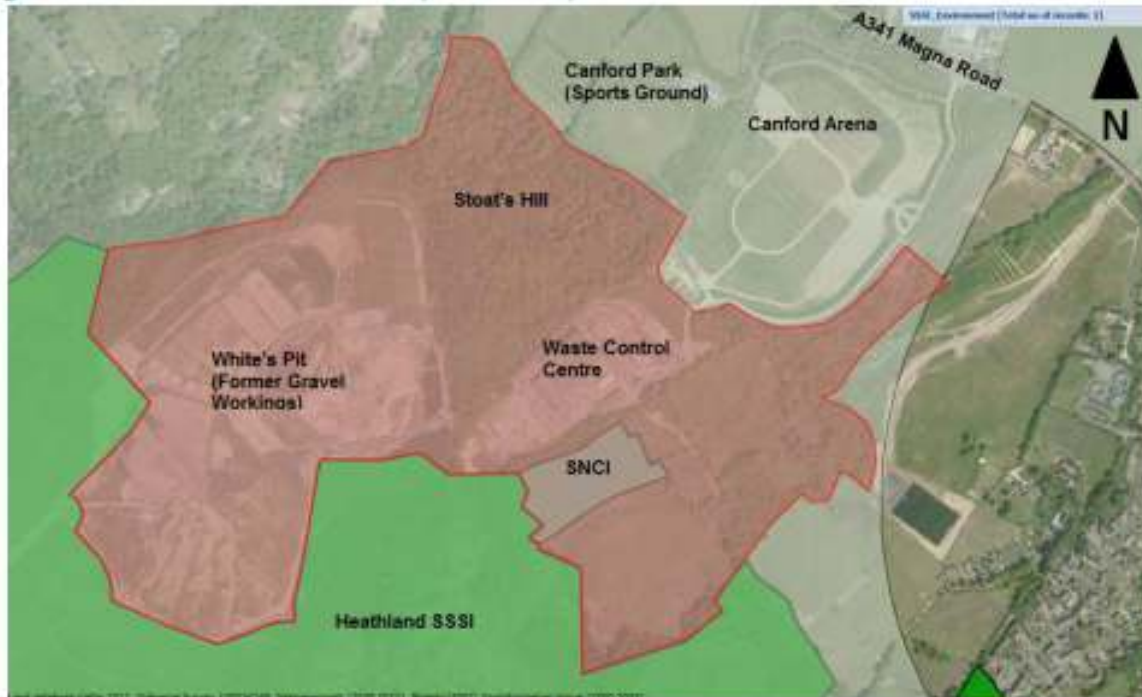 A341 Magna Road
Canford Park
(Sports Ground)
Canford Arena
N
Stoat's Hill
White's Pit
(Former Gravel
Workings)
Waste Control
Centre
SNCI
Heathland SSSI